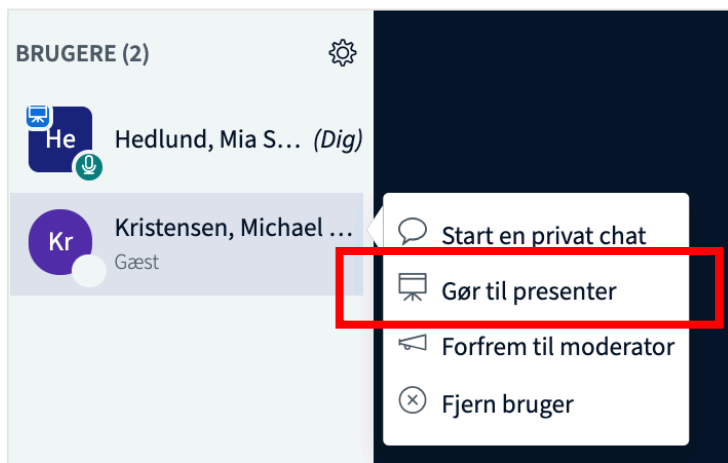 BRUGERE (2)
He
Hedlund, Mia S... (Dig)
Kr
Kristensen, Michael ...
Gæst
Start en privat chat
Gør til presenter
Forfrem til moderator
Fjern bruger